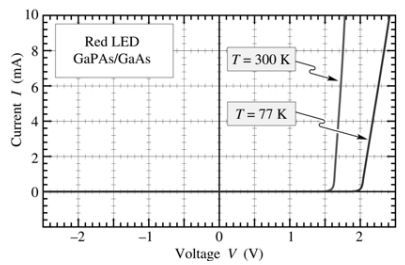 10
8
6
4
2
0
Current I (mA)
Red LED
GaPAs/GaAs
T = 300 K
T = 77 K
−2
−1
0
1
2
Voltage V (V)